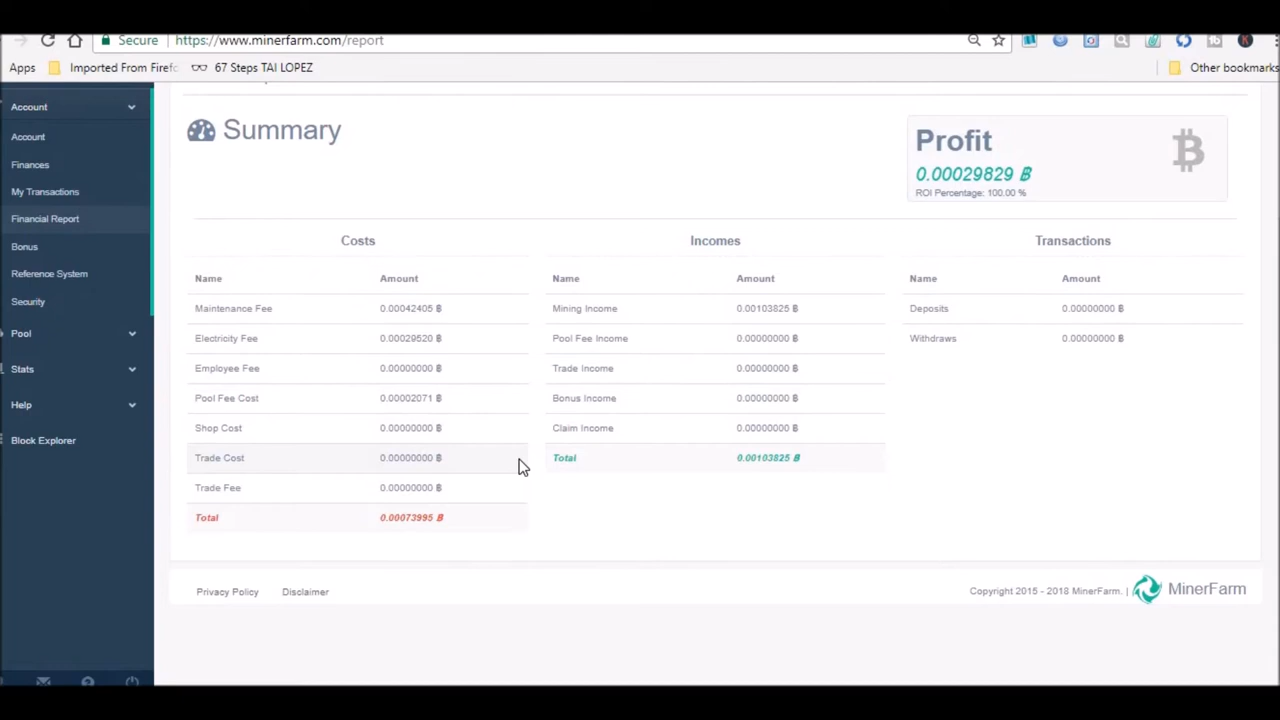 Secure https://www.minerfarm.com/report
Apps Imported From Firef 67 Steps TAI LOPEZ Other bookmarks
Account
Account
Finances
My Transactions
Financial Report
Bonus
Reference System
Security
Pool
Stats
Help
Block Explorer
Summary
Profit
0.00029829 ฿
ROI Percentage: 100.00 %
Costs
Name Amount
Maintenance Fee 0.00042405 ฿
Electricity Fee 0.00029520 ฿
Employee Fee 0.00000000 ฿
Pool Fee Cost 0.00002071 ฿
Shop Cost 0.00000000 ฿
Trade Cost 0.00000000 ฿
Trade Fee 0.00000000 ฿
Total 0.00073995 ฿
Incomes
Name Amount
Mining Income 0.00103825 ฿
Pool Fee Income 0.00000000 ฿
Trade Income 0.00000000 ฿
Bonus Income 0.00000000 ฿
Claim Income 0.00000000 ฿
Total 0.00103825 ฿
Transactions
Name Amount
Deposits 0.00000000 ฿
Withdraws 0.00000000 ฿
Privacy Policy Disclaimer
Copyright 2015 - 2018 MinerFarm. | MinerFarm